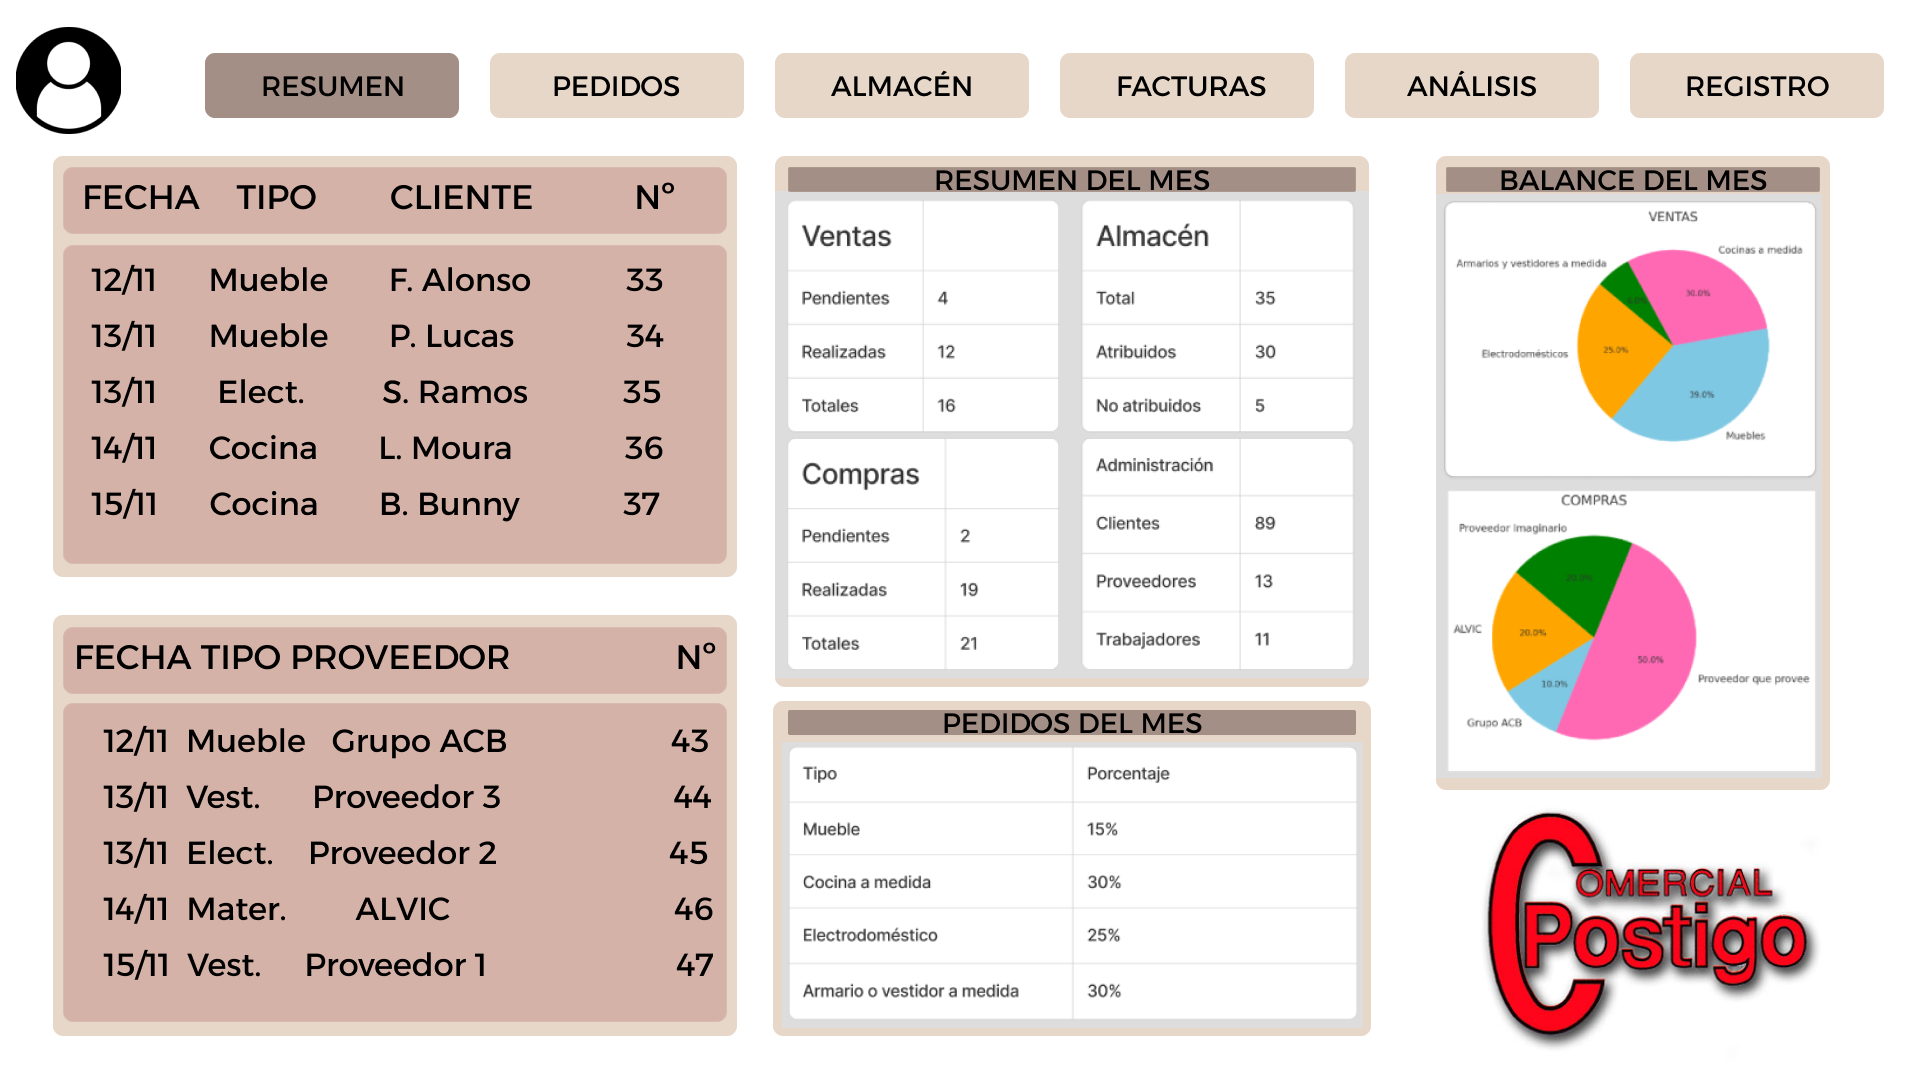 RESUMEN
PEDIDOS
ALMACÉN
FACTURAS
ANÁLISIS
REGISTRO
FECHA TIPO CLIENTE Nº
12/11 Mueble F. Alonso 33
13/11 Mueble P. Lucas 34
13/11 Elect. S. Ramos 35
14/11 Cocina L. Moura 36
15/11 Cocina B. Bunny 37
FECHA TIPO PROVEEDOR Nº
12/11 Mueble Grupo ACB 43
13/11 Vest. Proveedor 3 44
13/11 Elect. Proveedor 2 45
14/11 Mater. ALVIC 46
15/11 Vest. Proveedor 1 47
RESUMEN DEL MES
Ventas
Pendientes 4
Realizadas 12
Totales 16
Almacén
Total 35
Atribuidos 30
No atribuidos 5
Compras
Pendientes 2
Realizadas 19
Totales 21
Administración
Clientes 89
Proveedores 13
Trabajadores 11
PEDIDOS DEL MES
Tipo Porcentaje
Mueble 15%
Cocina a medida 30%
Electrodoméstico 25%
Armario o vestidor a medida 30%
BALANCE DEL MES
VENTAS
Cocinas a medida
Armarios y vestidores a medida
30.0%
Electrodomésticos
25.0%
39.0%
Muebles
COMPRAS
Proveedor Imaginario
20.0%
ALVIC
20.0%
50.0%
Proveedor que provee
10.0%
Grupo ACB
COMERCIAL
Postigo